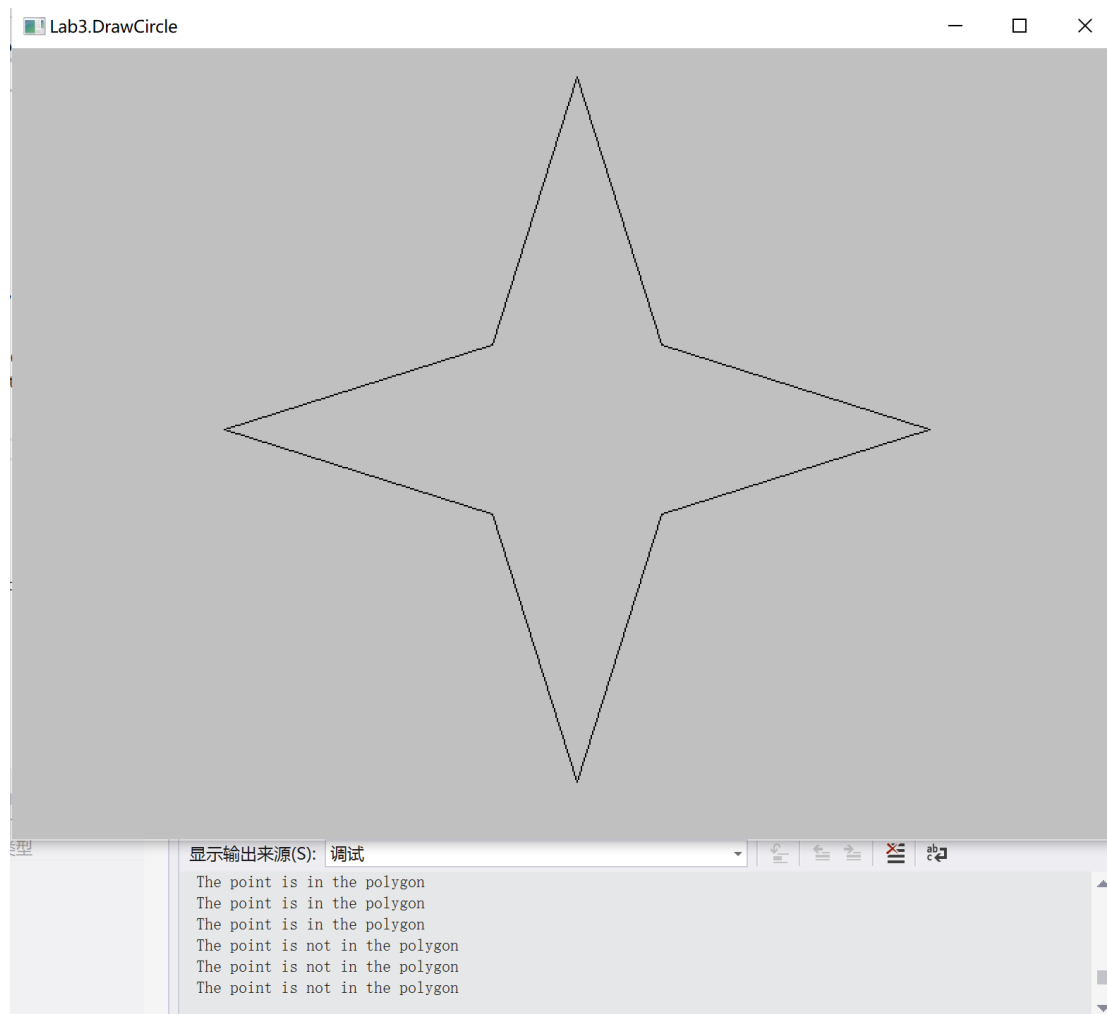 Lab3.DrawCircle
显示输出来源(S): 调试
The point is in the polygon
The point is in the polygon
The point is in the polygon
The point is not in the polygon
The point is not in the polygon
The point is not in the polygon